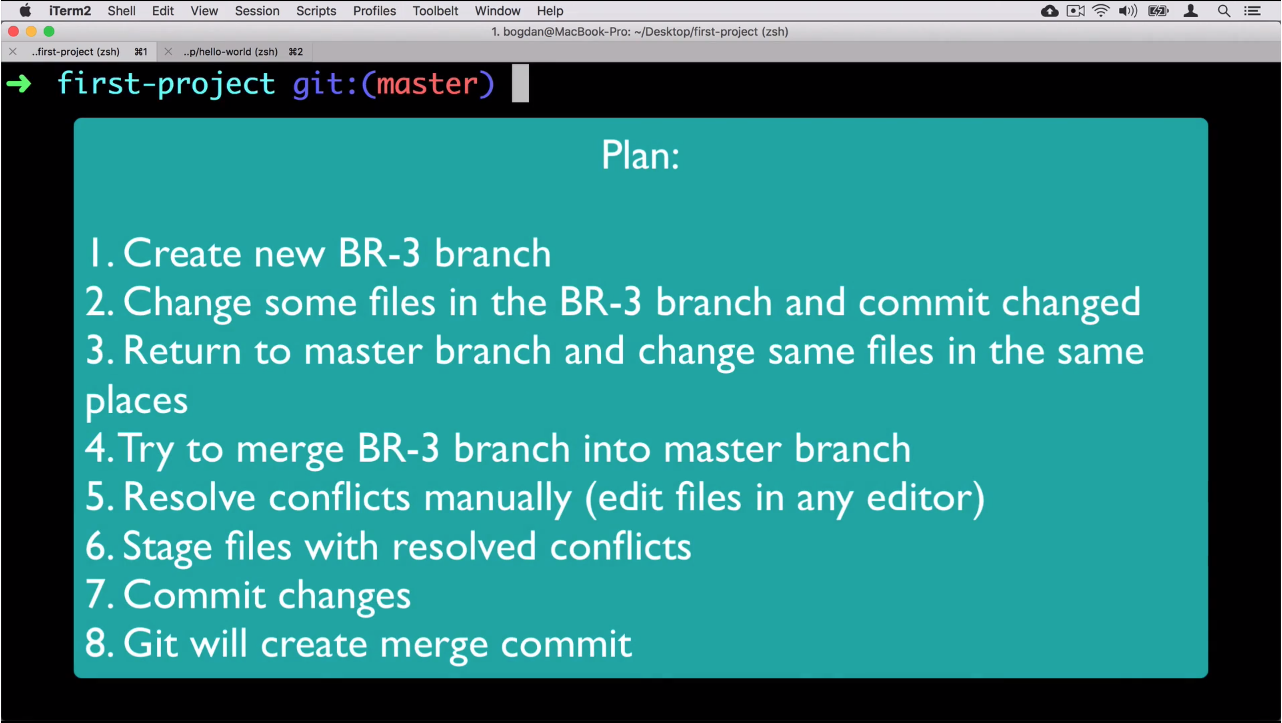 iTerm2 Shell Edit View Session Scripts Profiles Toolbelt Window Help
1. bogdan@MacBook-Pro: ~/Desktop/first-project (zsh)
× ..first-project (zsh) ⌘1 × ..p/hello-world (zsh) ⌘2
➜ first-project git:(master)
Plan:
1. Create new BR-3 branch
2. Change some files in the BR-3 branch and commit changed
3. Return to master branch and change same files in the same
places
4. Try to merge BR-3 branch into master branch
5. Resolve conflicts manually (edit files in any editor)
6. Stage files with resolved conflicts
7. Commit changes
8. Git will create merge commit